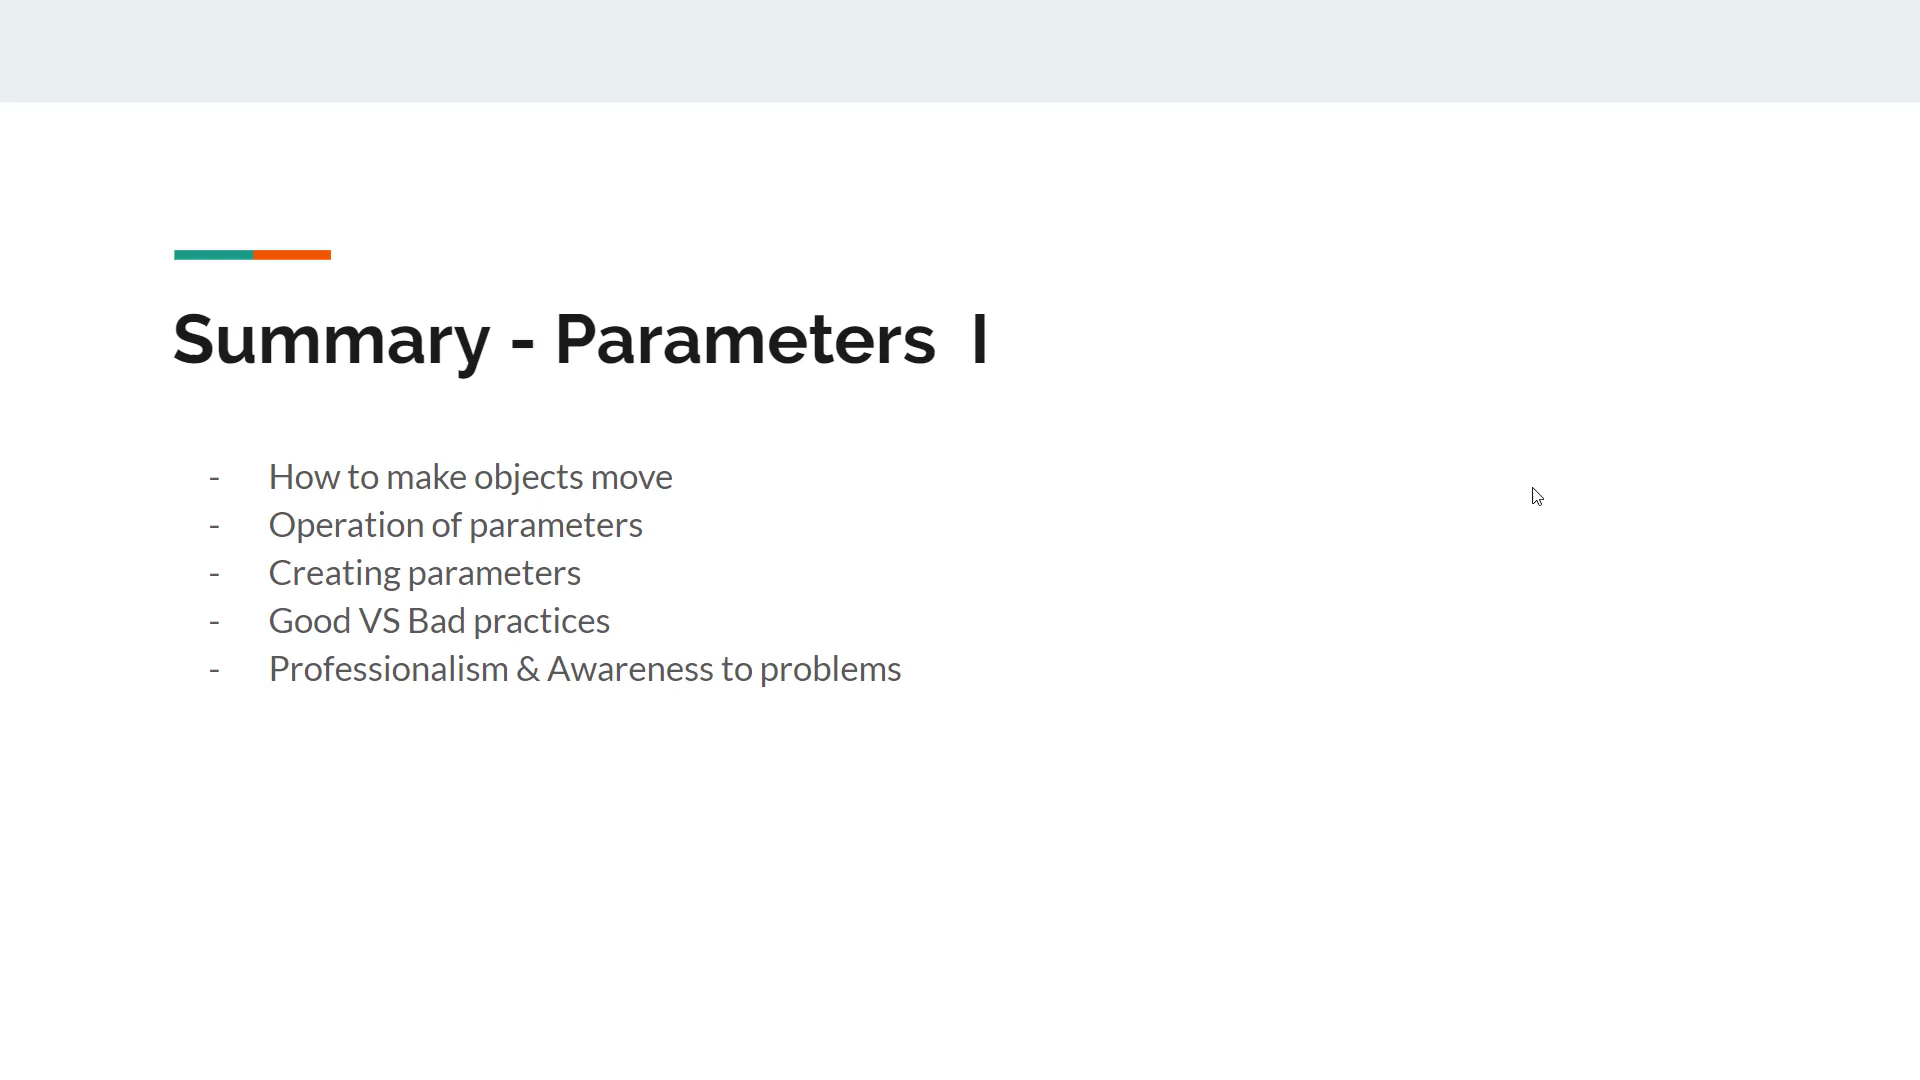 Summary - Parameters I
- How to make objects move
- Operation of parameters
- Creating parameters
- Good VS Bad practices
- Professionalism & Awareness to problems